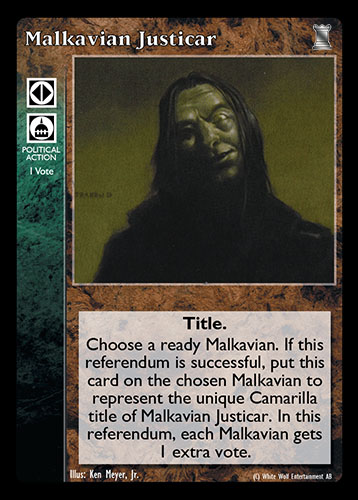 Malkavian Justicar
POLITICAL
ACTION
1 Vote
Title.
Choose a ready Malkavian. If this
referendum is successful, put this
card on the chosen Malkavian to
represent the unique Camarilla
title of Malkavian Justicar. In this
referendum, each Malkavian gets
1 extra vote.
Illus: Ken Meyer, Jr.
(C) White Wolf Entertainment AB